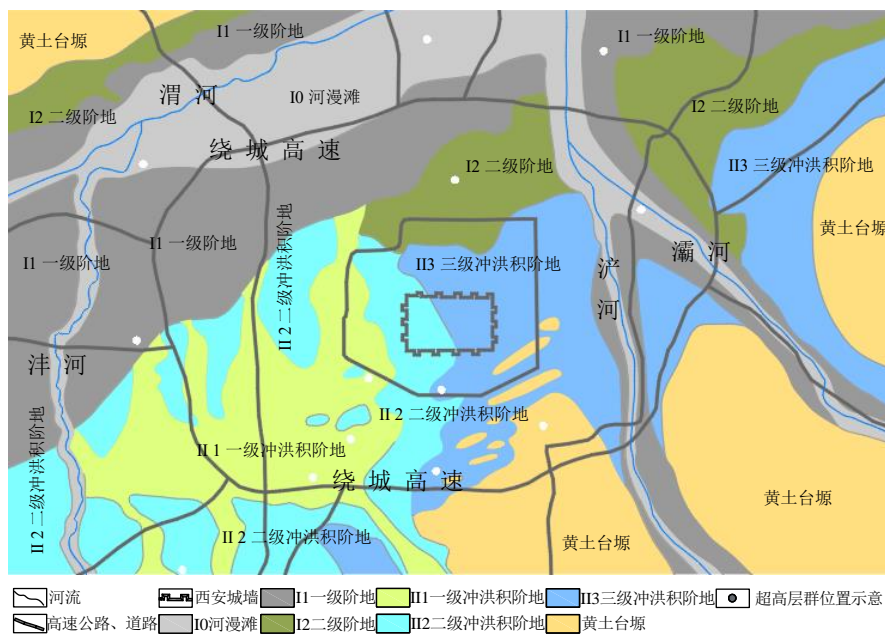 黄土台塬
I1 一级阶地
I1 一级阶地
渭 河
I0 河漫滩
I2 二级阶地
I2 二级阶地
绕 城 高 速
I2 二级阶地
II3 三级冲洪积阶地
黄土台塬
I1 一级阶地
I1 一级阶地
II 2 二级冲洪积阶地
II3 三级冲洪积阶地
浐 河
灞 河
沣 河
II 2 二级冲洪积阶地
II 2 二级冲洪积阶地
II 1 一级冲洪积阶地
绕 城 高 速
黄土台塬
II 2 二级冲洪积阶地
黄土台塬
河流
西安城墙
I1一级阶地
II1一级冲洪积阶地
II3三级冲洪积阶地
超高层群位置示意
高速公路、道路
I0河漫滩
I2二级阶地
II2二级冲洪积阶地
黄土台塬